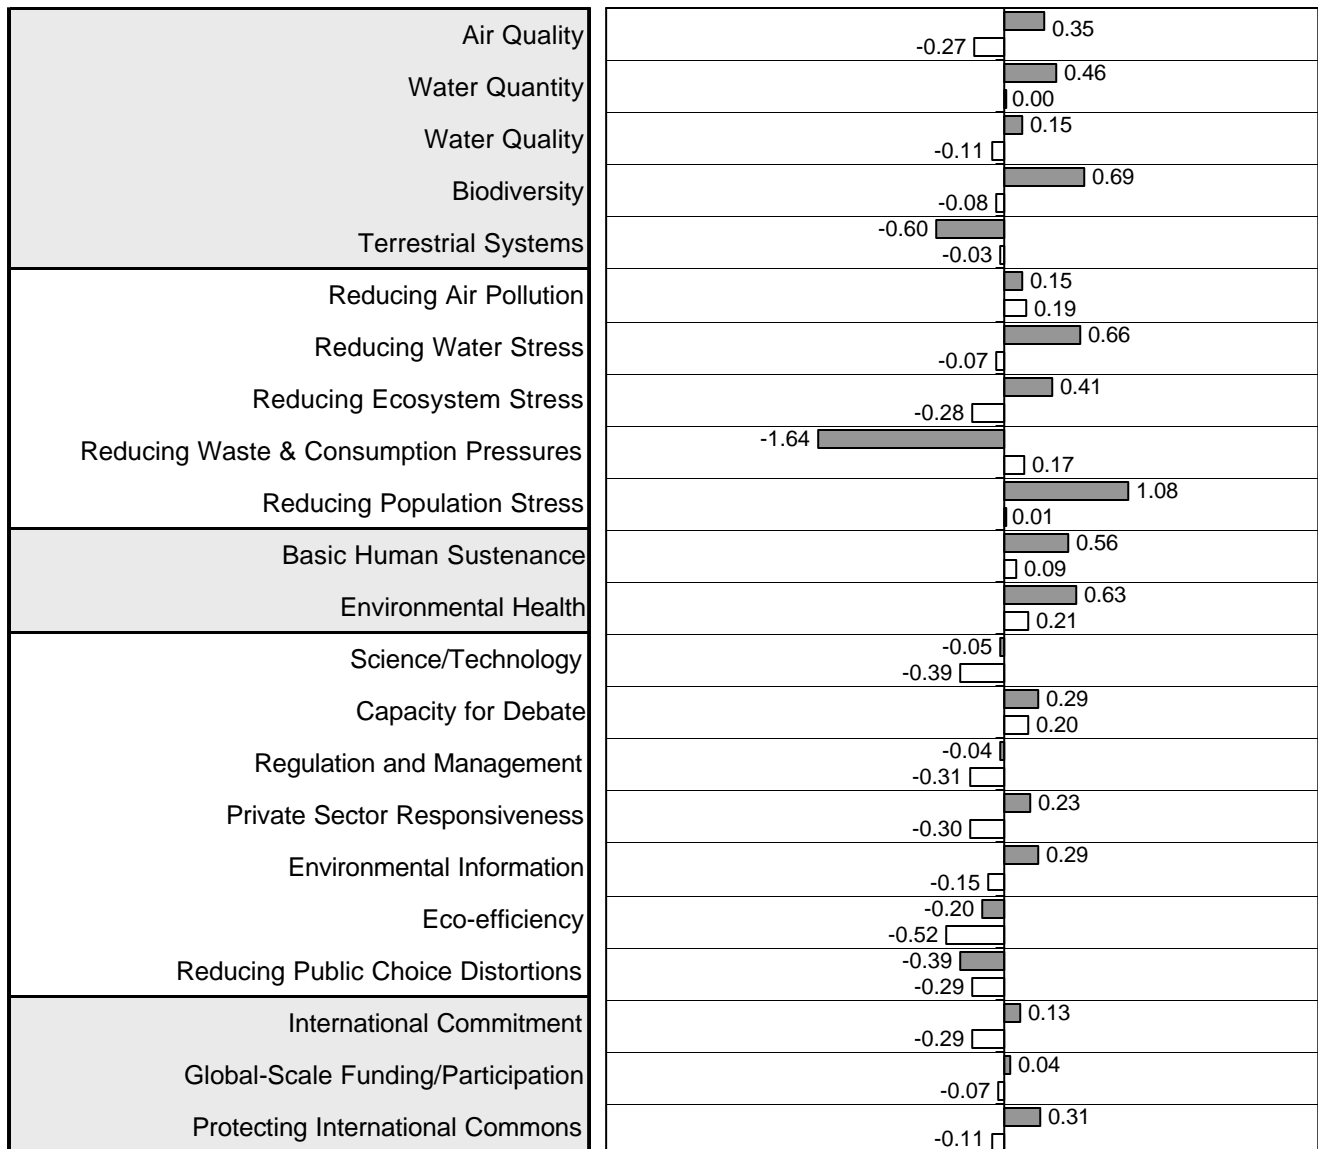 Air Quality
0.35
-0.27
Water Quantity
0.46
0.00
Water Quality
0.15
-0.11
Biodiversity
0.69
-0.08
Terrestrial Systems
-0.60
-0.03
Reducing Air Pollution
0.15
0.19
Reducing Water Stress
0.66
-0.07
Reducing Ecosystem Stress
0.41
-0.28
Reducing Waste & Consumption Pressures
-1.64
0.17
Reducing Population Stress
1.08
0.01
Basic Human Sustenance
0.56
0.09
Environmental Health
0.63
0.21
Science/Technology
-0.05
-0.39
Capacity for Debate
0.29
0.20
Regulation and Management
-0.04
-0.31
Private Sector Responsiveness
0.23
-0.30
Environmental Information
0.29
-0.15
Eco-efficiency
-0.20
-0.52
Reducing Public Choice Distortions
-0.39
-0.29
International Commitment
0.13
-0.29
Global-Scale Funding/Participation
0.04
-0.07
Protecting International Commons
0.31
-0.11